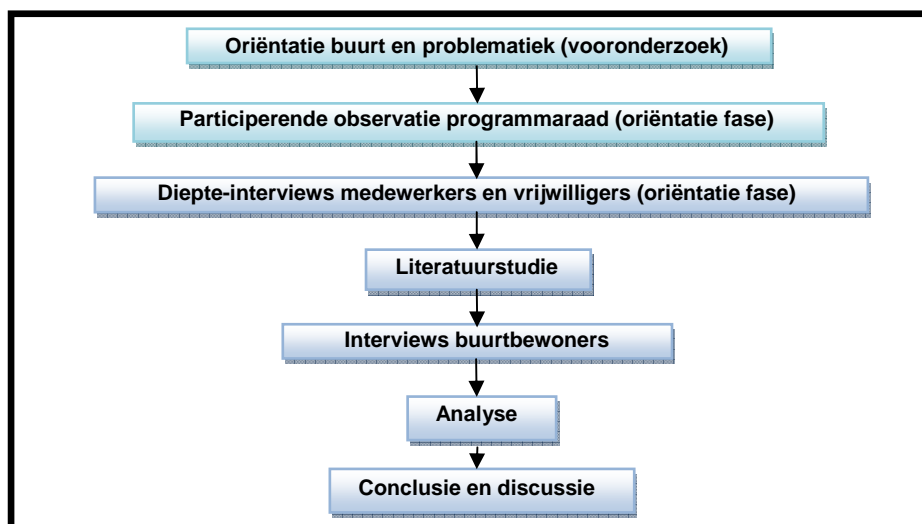 Oriëntatie buurt en problematiek (vooronderzoek)
Participerende observatie programmaraad (oriëntatie fase)
Diepte-interviews medewerkers en vrijwilligers (oriëntatie fase)
Literatuurstudie
Interviews buurtbewoners
Analyse
Conclusie en discussie